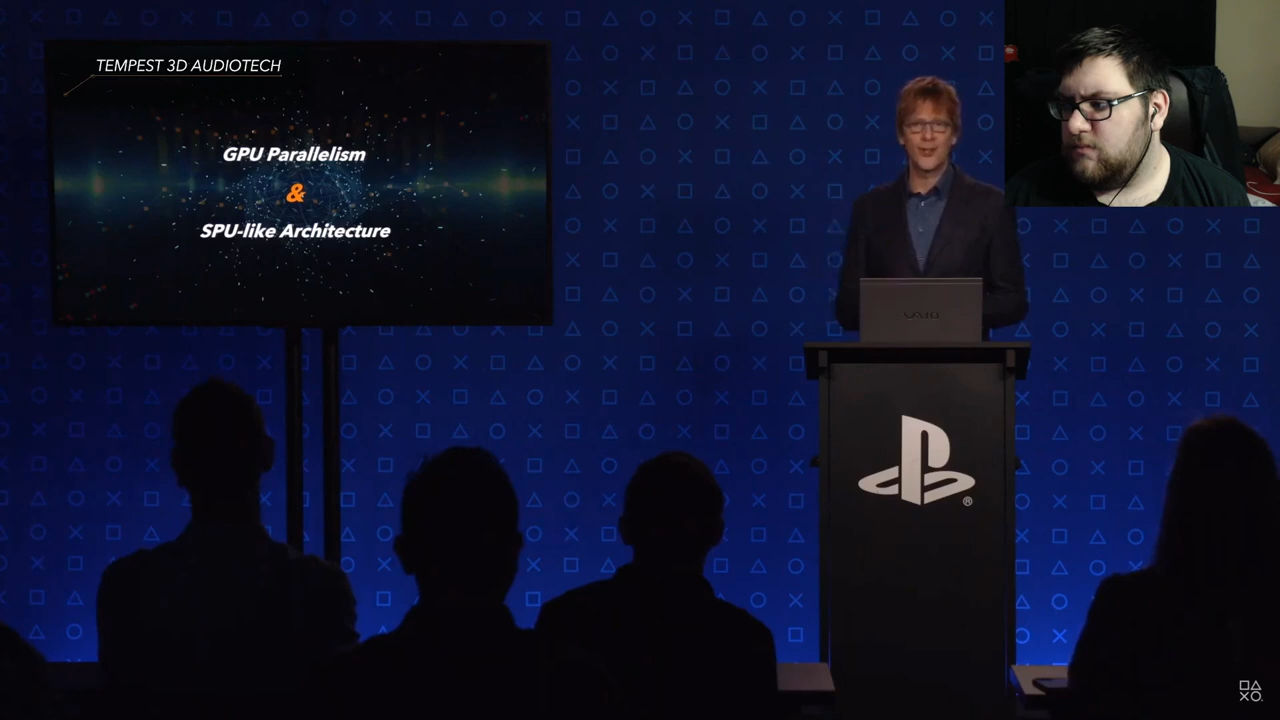 TEMPEST 3D AUDIOTECH
GPU Parallelism
&
SPU-like Architecture
VAIO
®